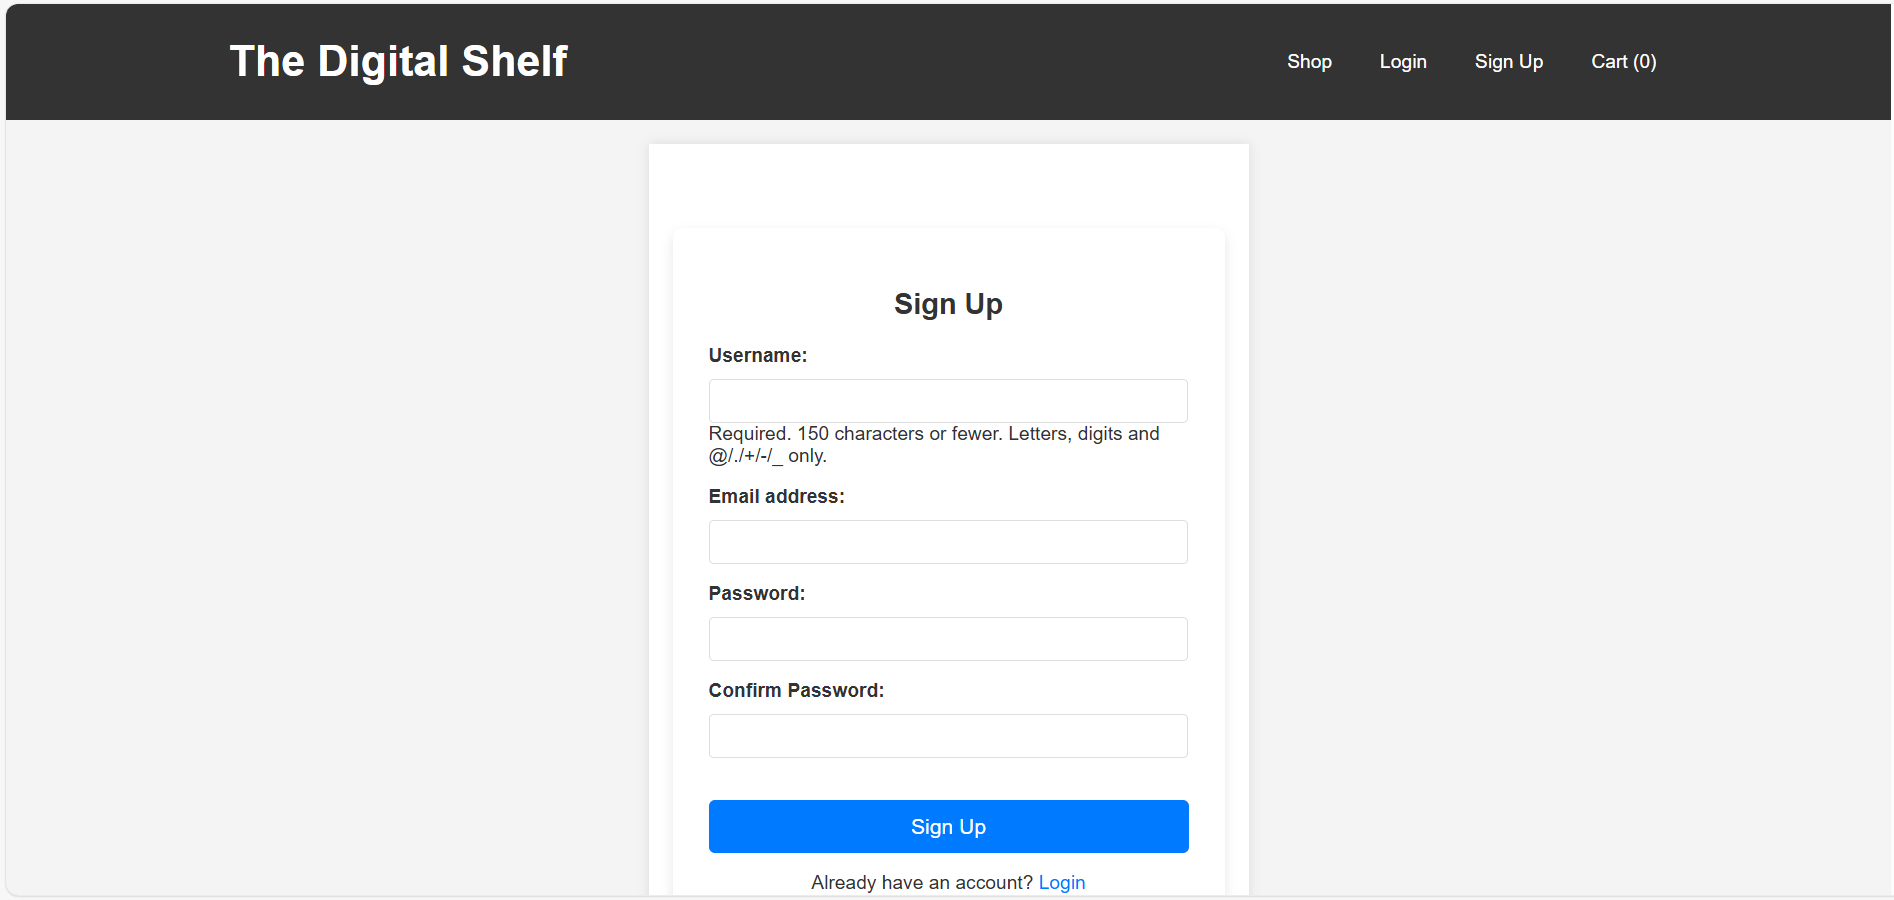 The Digital Shelf
Shop Login Sign Up Cart (0)
Sign Up
Username:
Required. 150 characters or fewer. Letters, digits and
@/./+/-/_ only.
Email address:
Password:
Confirm Password:
Sign Up
Already have an account? Login